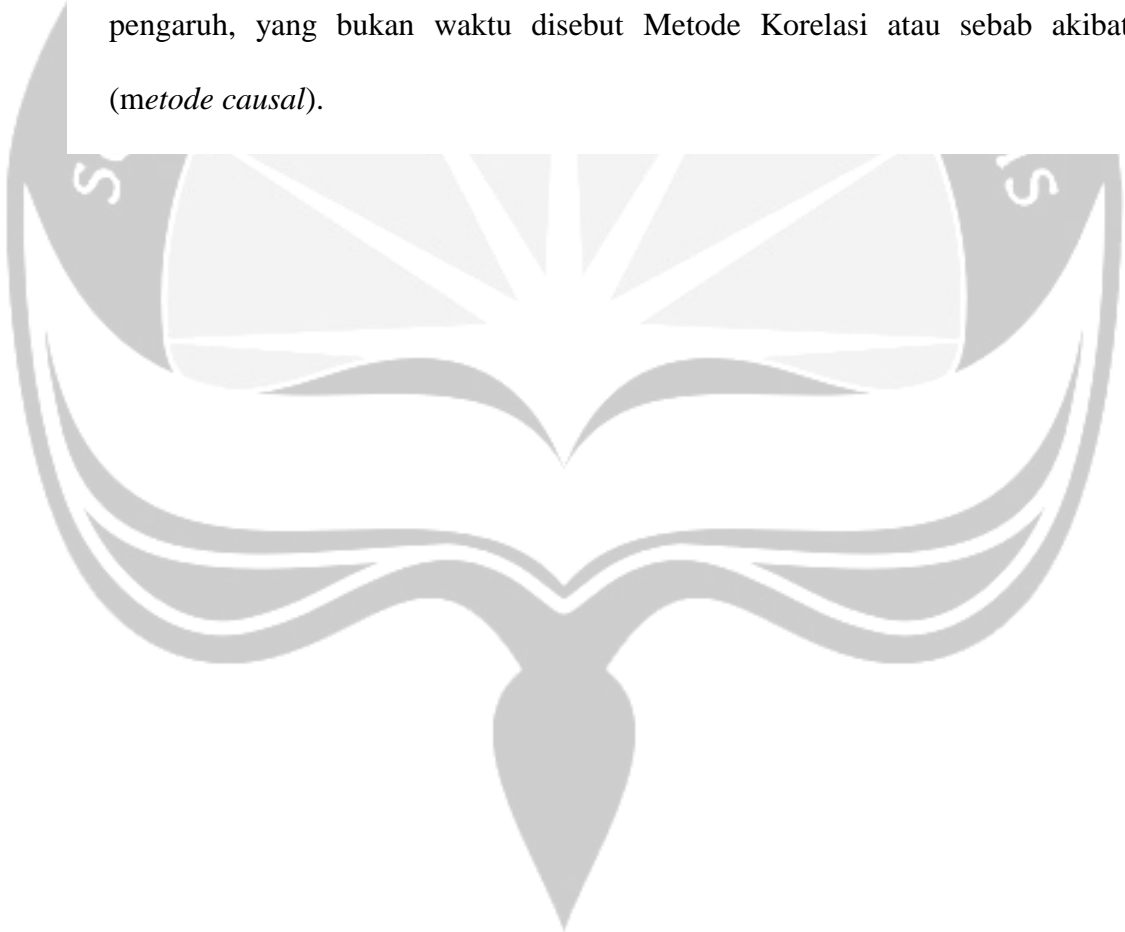 pengaruh, yang bukan waktu disebut Metode Korelasi atau sebab akibat
(metode causal).